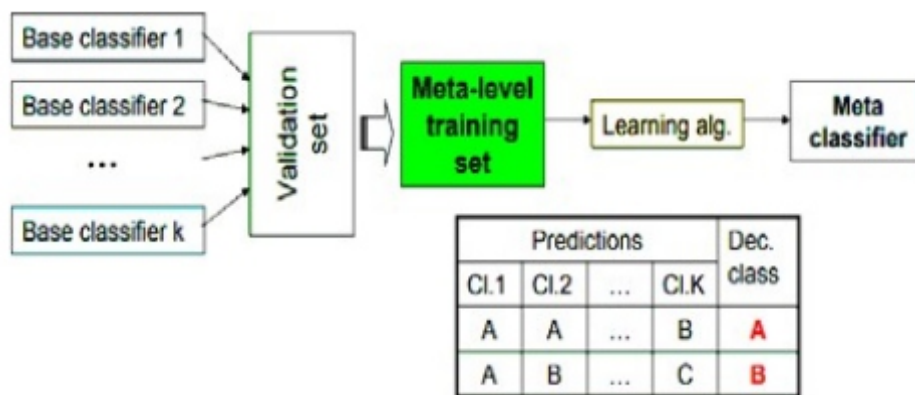 Base classifier 1
Base classifier 2
...
Base classifier k
Validation
set
Meta-level
training
set
Learning alg.
Meta
classifier
Predictions
Dec.
class
Cl.1 Cl.2 ... Cl.K
A A ... B A
A B ... C B